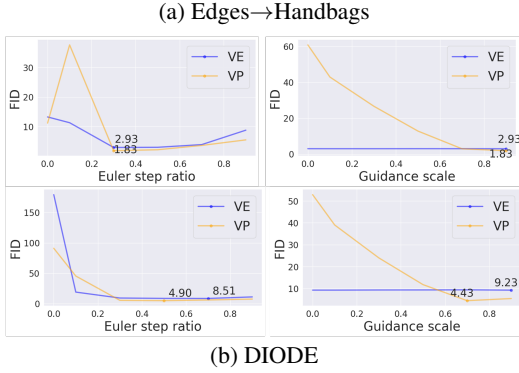 (a) Edges→Handbags
FID
30
20
10
VE
VP
2.93
1.83
0.0 0.2 0.4 0.6 0.8
Euler step ratio
FID
60
40
20
0
VE
VP
2.93
1.83
0.0 0.2 0.4 0.6 0.8
Guidance scale
FID
150
100
50
0
VE
VP
4.90
8.51
0.0 0.2 0.4 0.6 0.8
Euler step ratio
FID
50
40
30
20
10
VE
VP
4.43
9.23
0.0 0.2 0.4 0.6 0.8
Guidance scale
(b) DIODE